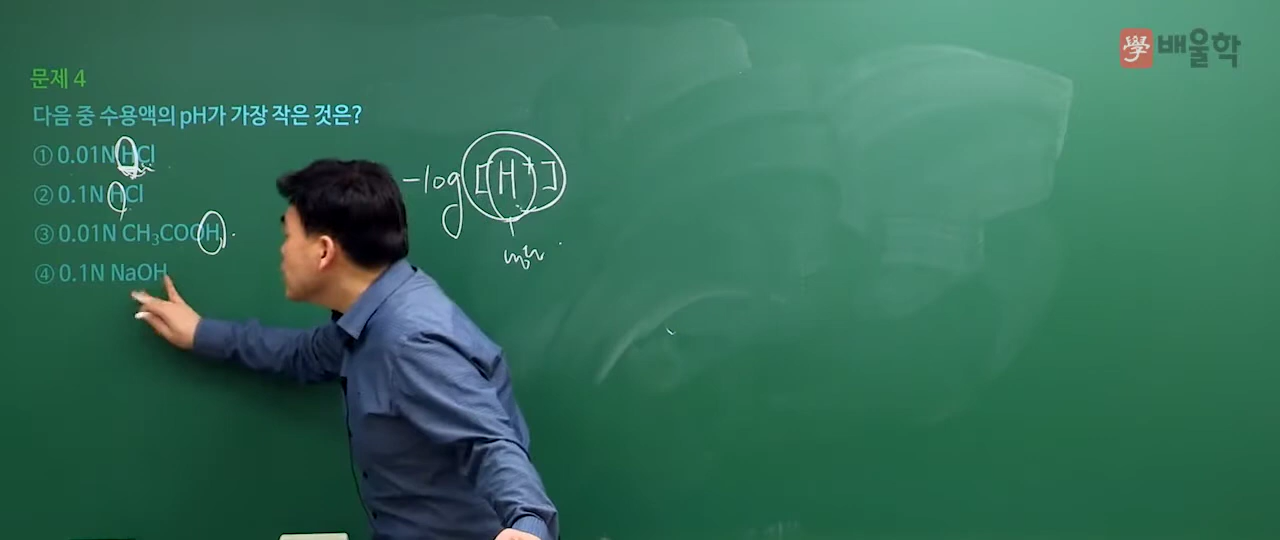 學 배울학
문제 4
다음 중 수용액의 pH가 가장 작은 것은?
① 0.01N HCl
② 0.1N HCl
③ 0.01N CH₃COOH
④ 0.1N NaOH
-log[H⁺]